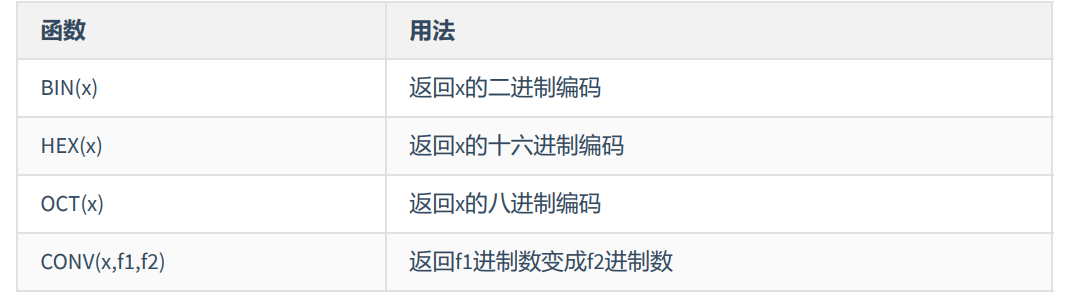 函数 用法
BIN(x) 返回x的二进制编码
HEX(x) 返回x的十六进制编码
OCT(x) 返回x的八进制编码
CONV(x,f1,f2) 返回f1进制数变成f2进制数